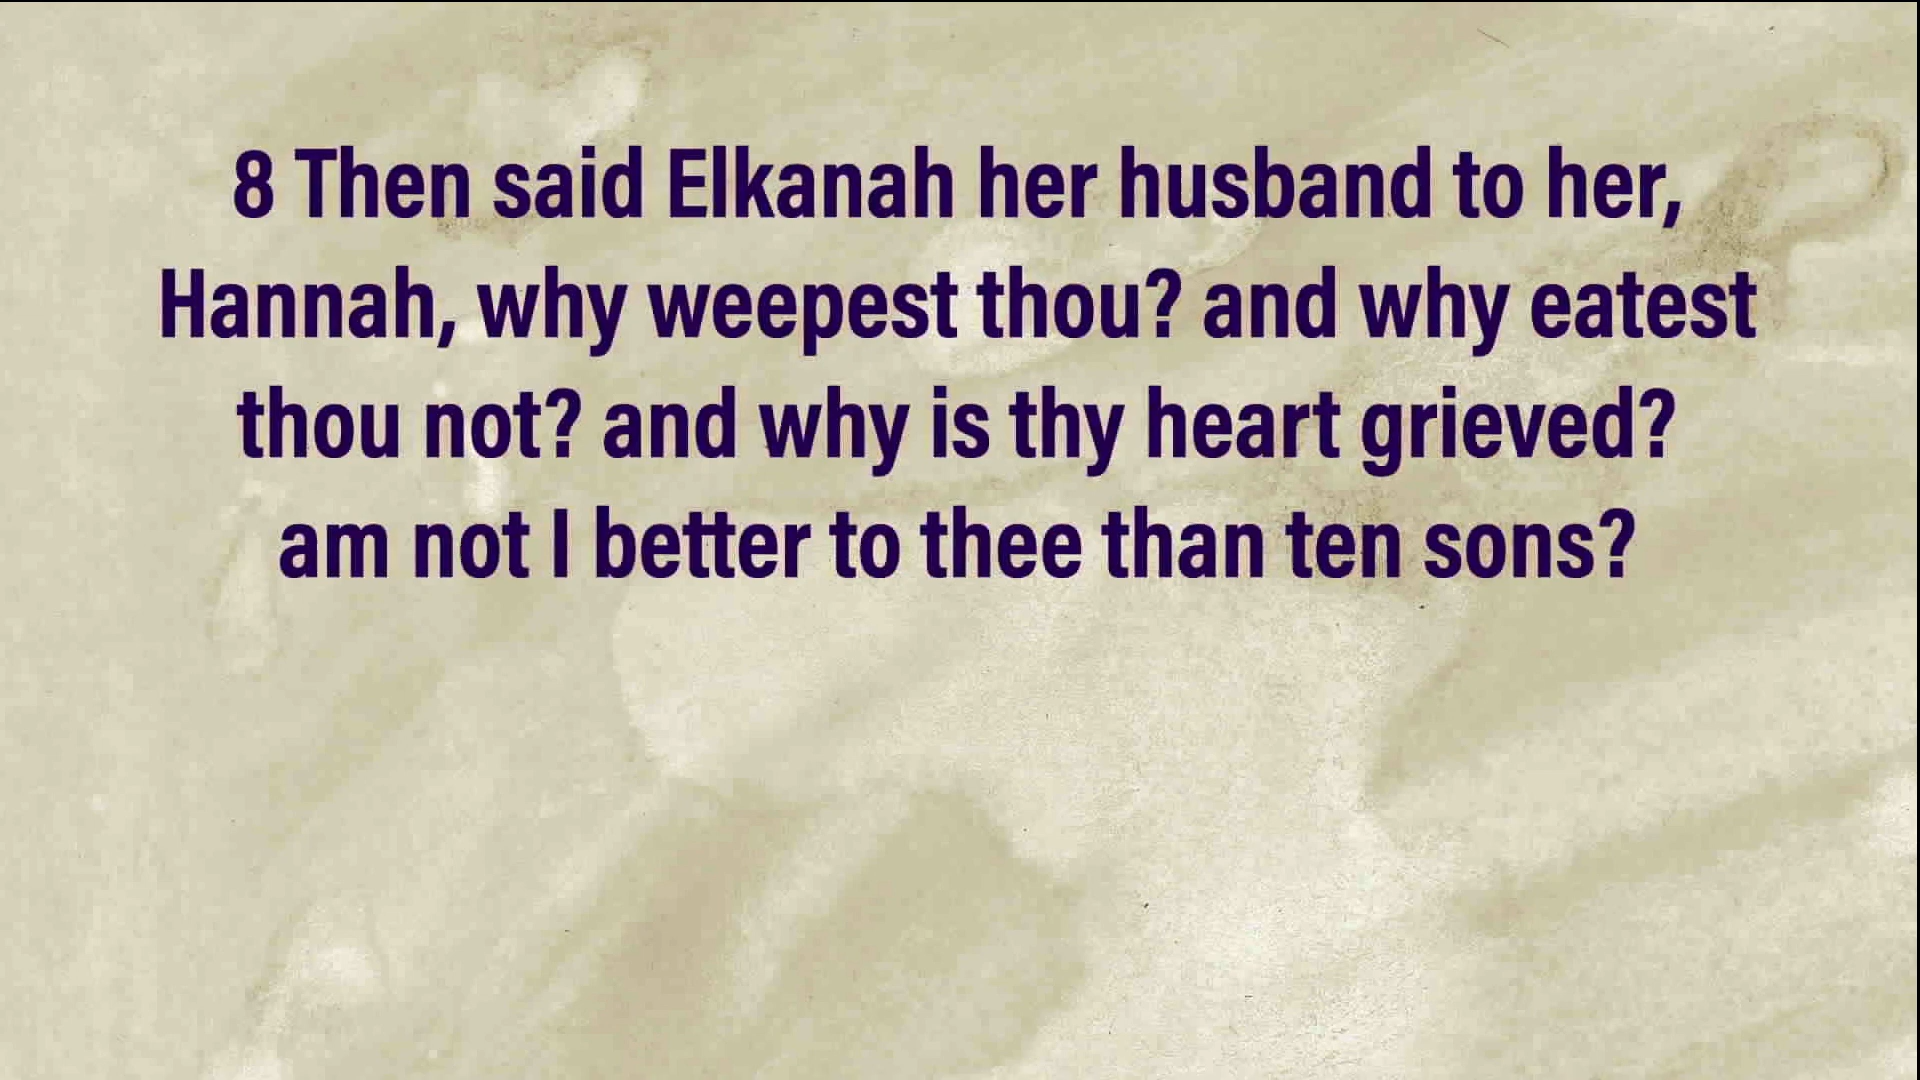 8 Then said Elkanah her husband to her,
Hannah, why weepest thou? and why eatest
thou not? and why is thy heart grieved?
am not I better to thee than ten sons?